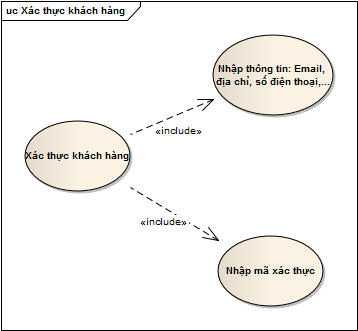 uc Xác thực khách hàng
Nhập thông tin: Email,
địa chỉ, số điện thoại,...
«include»
Xác thực khách hàng
«include»
Nhập mã xác thực